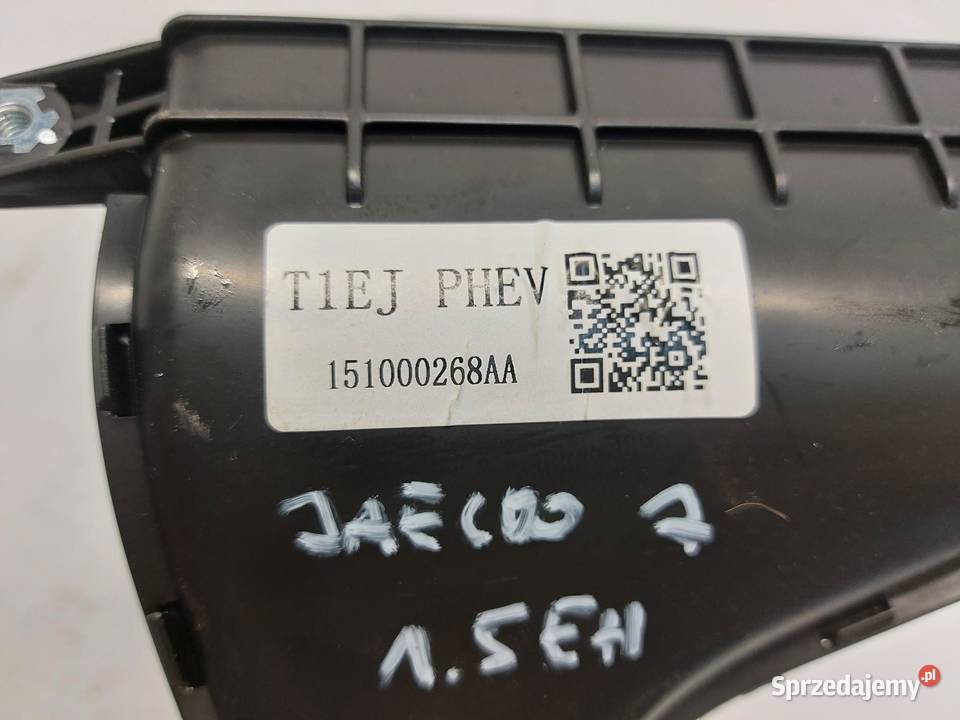 T1EJ PHEV
151000268AA
JAECOO 7
1.5EH
Sprzedajemy.pl